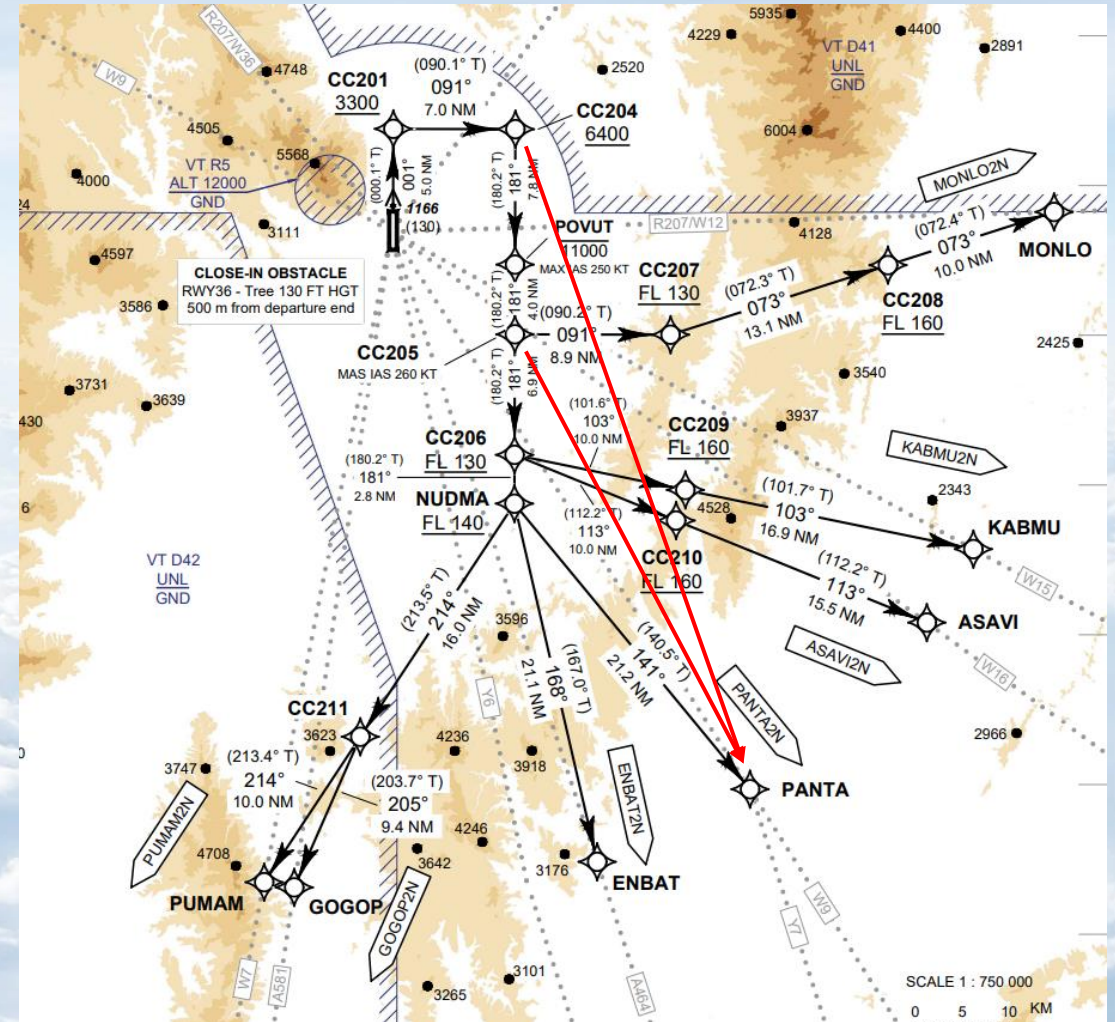 R207/W36
5935
4229
4400
2891
VT D41
UNL
GND
W9
4748
2520
CC201
3300
(090.1° T)
091°
7.0 NM
CC204
6400
4505
6004
VT R5
ALT 12000
GND
5568
4000
(000.1° T)
001°
5.0 NM
(180.2° T)
181°
7.8 NM
MONLO2N
24
1166
(130)
3111
R207/W12
4128
(072.4° T)
073°
10.0 NM
MONLO
POVUT
11000
MAX IAS 250 KT
4597
CLOSE-IN OBSTACLE
RWY36 - Tree 130 FT HGT
500 m from departure end
3586
CC207
FL 130
(072.3° T)
073°
13.1 NM
CC208
FL 160
(180.2° T)
181°
4.0 NM
(090.2° T)
091°
8.9 NM
CC205
MAS IAS 260 KT
2425
3731
3639
430
(180.2° T)
181°
6.9 NM
3540
(101.6° T)
103°
10.0 NM
3937
CC206
FL 130
CC209
FL 160
KABMU2N
(180.2° T)
181°
2.8 NM
NUDMA
FL 140
(101.7° T)
103°
16.9 NM
2343
6
4528
(112.2° T)
113°
10.0 NM
KABMU
CC210
FL 160
VT D42
UNL
GND
(112.2° T)
113°
15.5 NM
W15
ASAVI
(213.5° T)
214°
16.0 NM
3596
(167.0° T)
168°
21.1 NM
(140.5° T)
141°
21.2 NM
ASAVI2N
W16
PANTA2N
Y6
CC211
3623
4236
3918
2966
0
(213.4° T)
214°
10.0 NM
3747
(203.7° T)
205°
9.4 NM
PANTA
PUMAM2N
ENBAT2N
4246
4708
3642
3176
ENBAT
PUMAM
GOGOP
GOGOP2N
W9
Y7
W7
A581
3101
3265
A464
SCALE 1 : 750 000
0 5 10 KM